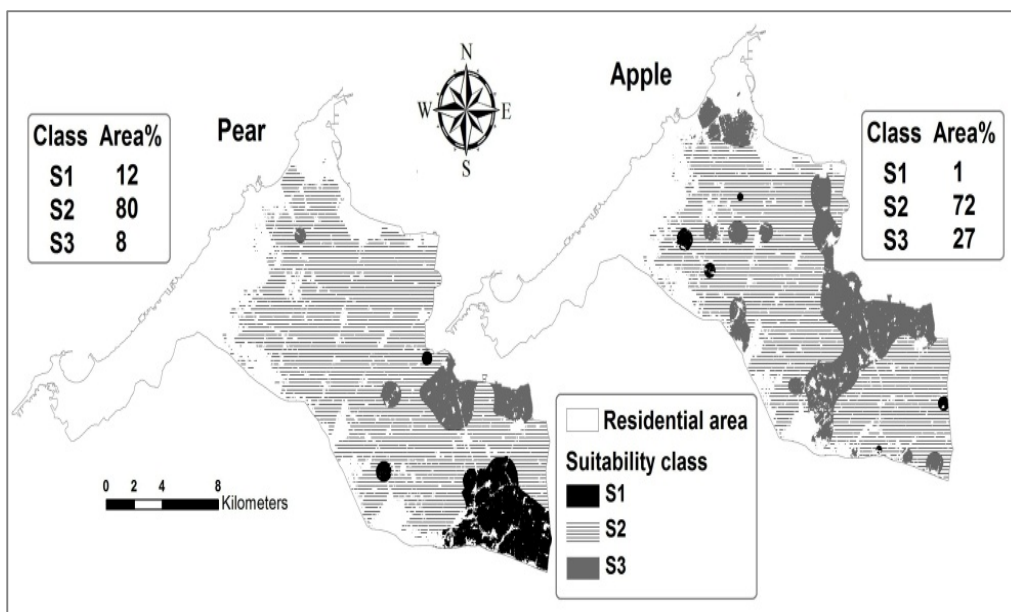 Pear
Class Area%
S1 12
S2 80
S3 8
N
W E
S
Apple
Class Area%
S1 1
S2 72
S3 27
0 2 4 8
Kilometers
Residential area
Suitability class
S1
S2
S3